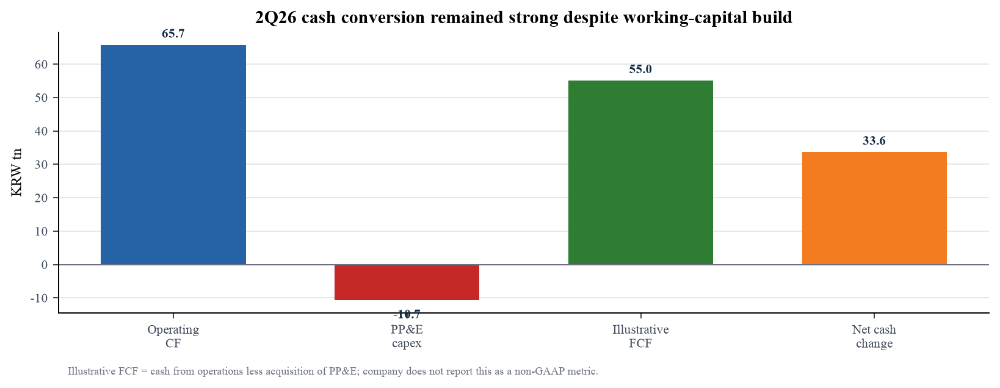 2Q26 cash conversion remained strong despite working-capital build
65.7
55.0
33.6
-10.7
KRW tn
60
50
40
30
20
10
0
-10
Operating
CF
PP&E
capex
Illustrative
FCF
Net cash
change
Illustrative FCF = cash from operations less acquisition of PP&E; company does not report this as a non-GAAP metric.